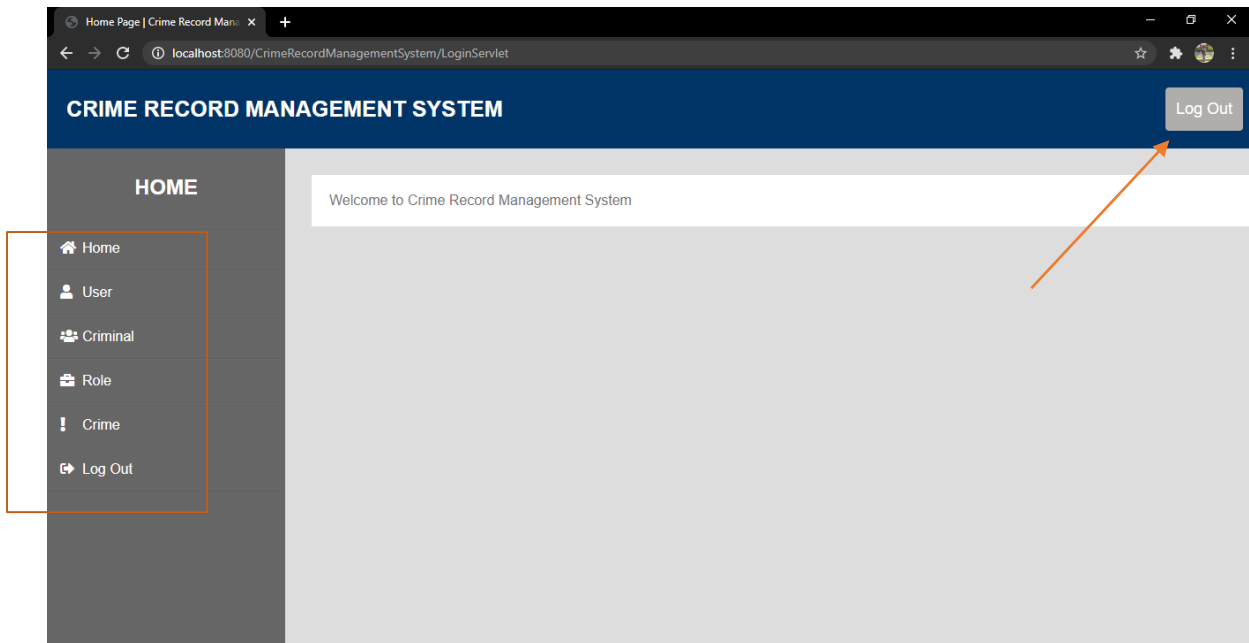 Home Page | Crime Record Mana
localhost:8080/CrimeRecordManagementSystem/LoginServlet
CRIME RECORD MANAGEMENT SYSTEM
Log Out
HOME
Welcome to Crime Record Management System
Home
User
Criminal
Role
Crime
Log Out